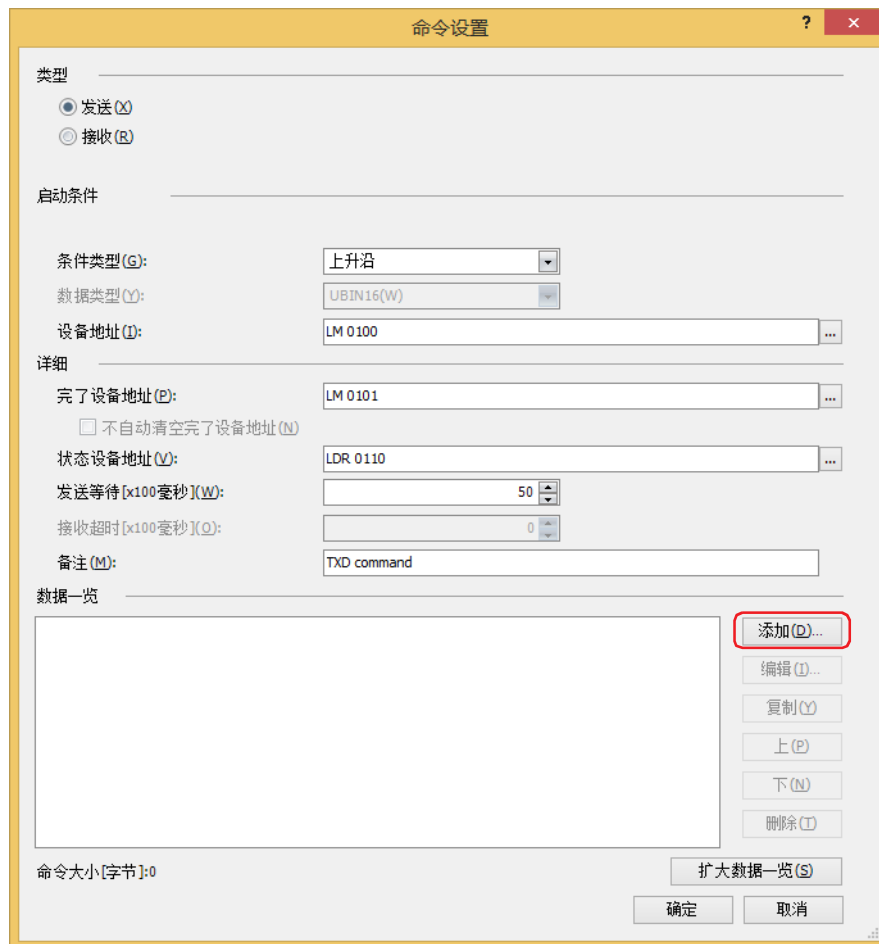 命令设置
?
×
类型
发送(X)
接收(R)
启动条件
条件类型(G): 上升沿
数据类型(Y): UBIN16(W)
设备地址(I): LM 0100 ...
详细
完了设备地址(P): LM 0101 ...
不自动清空完了设备地址(N)
状态设备地址(V): LDR 0110 ...
发送等待[x100毫秒](W): 50
接收超时[x100毫秒](O): 0
备注(M): TXD command
数据一览
添加(D)...
编辑(I)...
复制(Y)
上(P)
下(N)
删除(T)
命令大小[字节]:0
扩大数据一览(S)
确定 取消